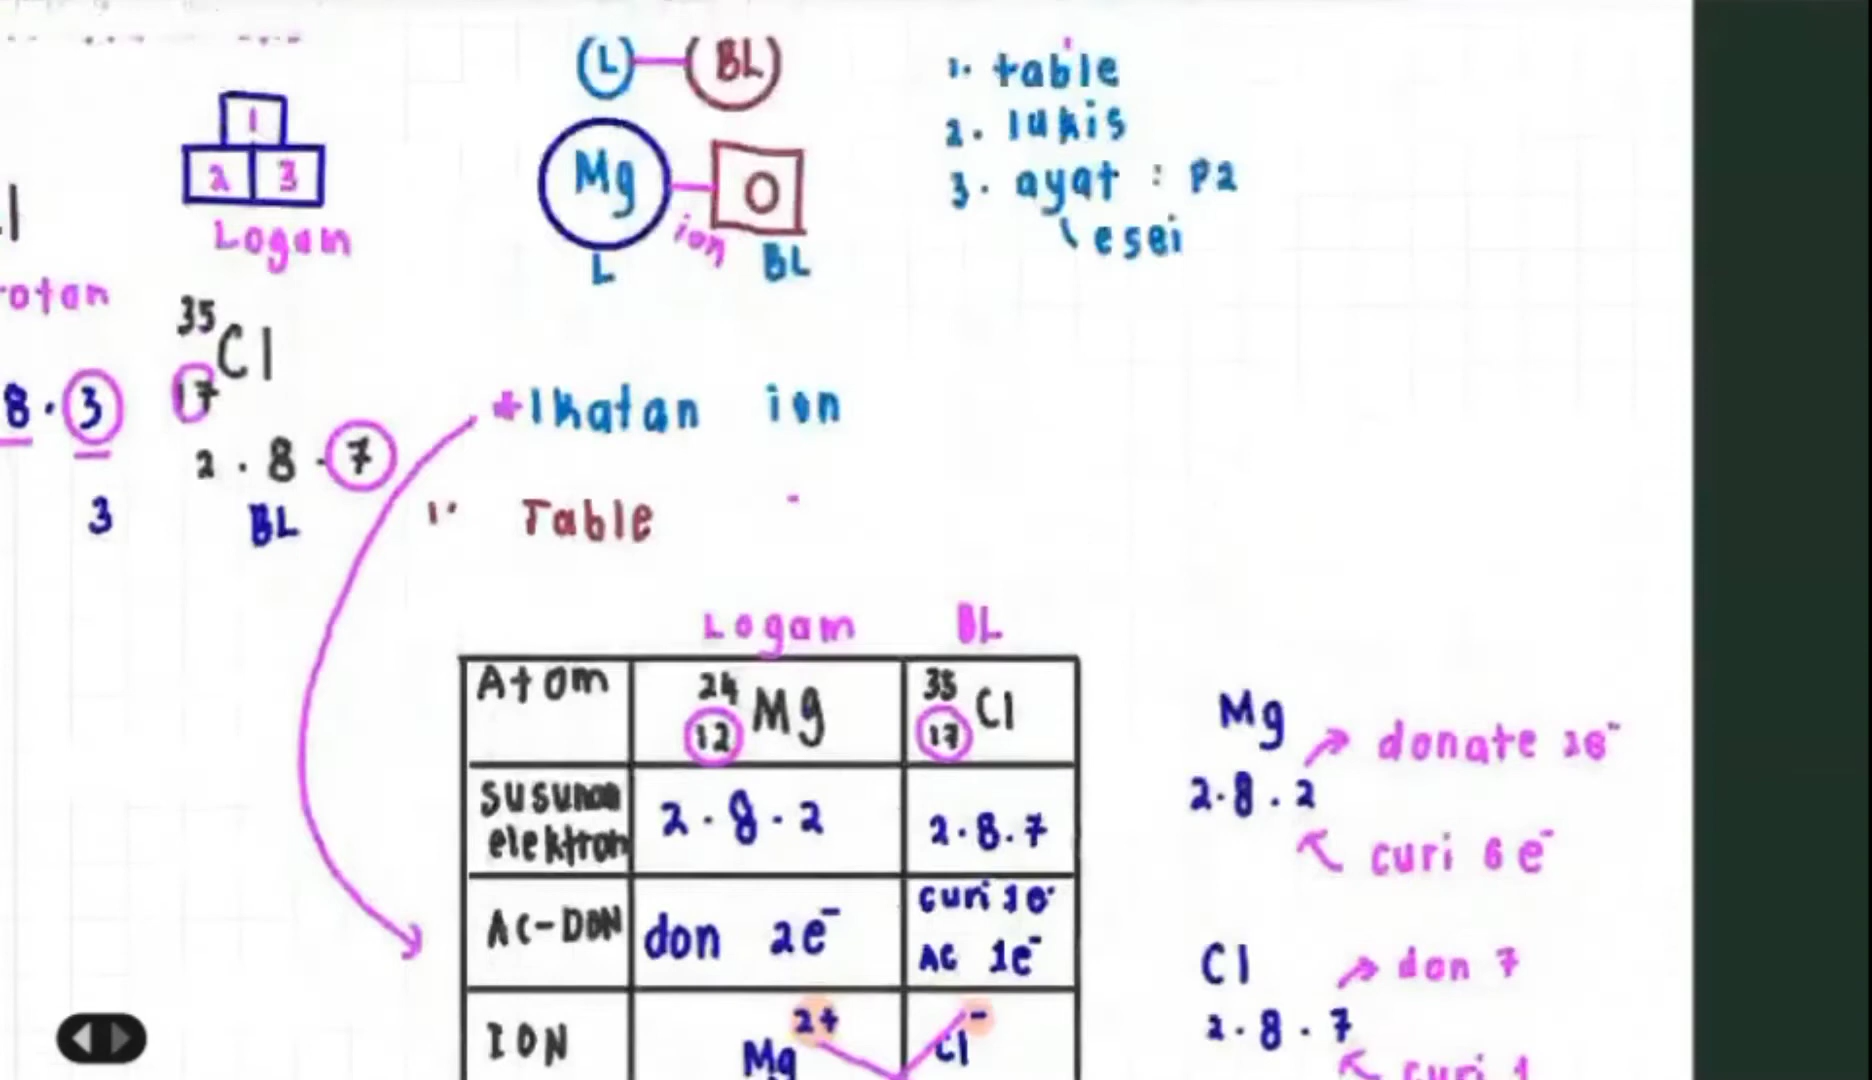 L BL
1
2 3
Logam
Mg O
ion
L BL
1. table
2. lukis
3. ayat : P2
esei
otan
35
Cl
17
8 . 3
2 . 8 . 7
3 BL
*Ikatan ion
1. Table
Logam BL
Atom 24 12 Mg 35 17 Cl
susunan elektron 2 . 8 . 2 2 . 8 . 7
AC-DON don 2e⁻ curi 1e⁻
AC 1e⁻
ION Mg 2+ Cl -
Mg
donate 2e⁻
2 . 8 . 2
curi 6 e⁻
Cl
don 7
2 . 8 . 7
curi 1